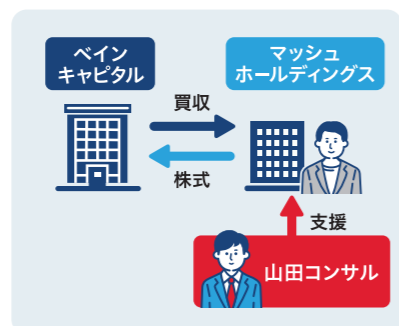 ベイン
キャピタル
マッシュ
ホールディングス
買収
株式
支援
山田コンサル